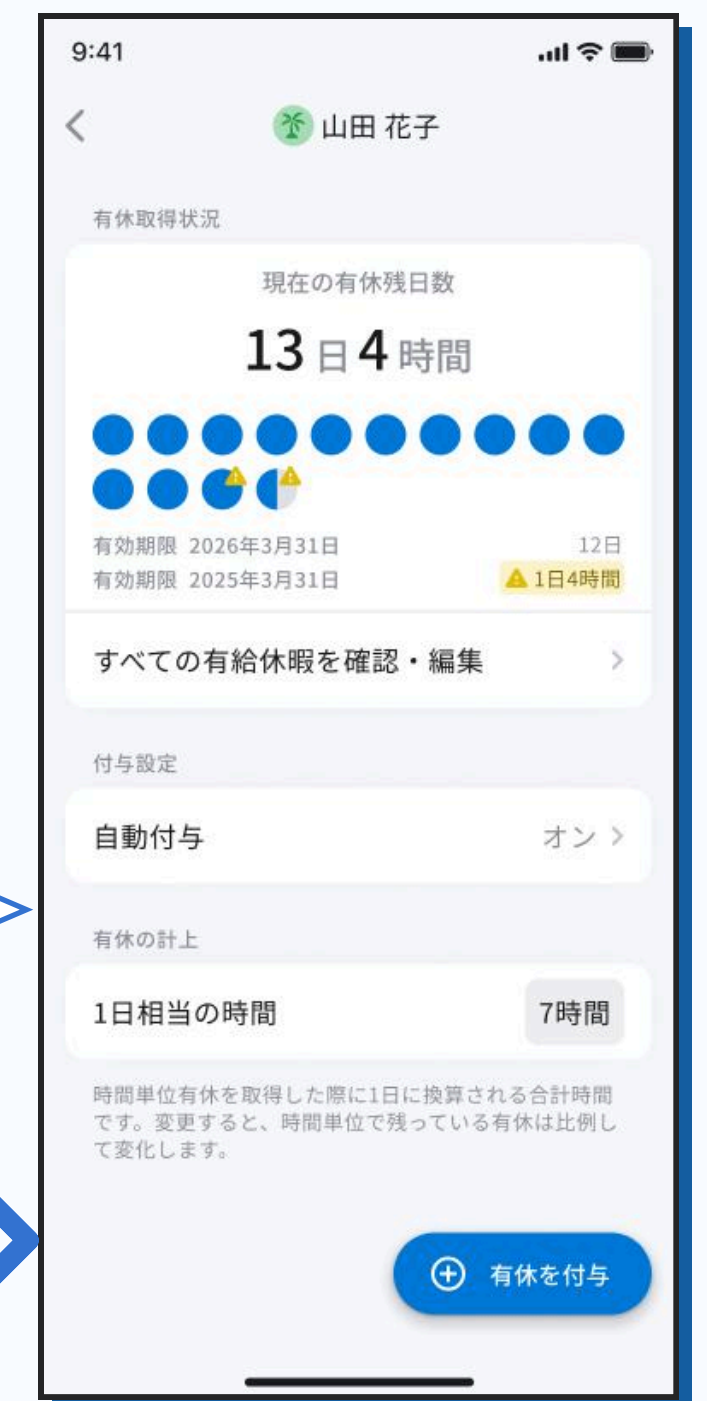 9:41
山田 花子
有休取得状況
現在の有休残日数
13日4時間
有効期限 2026年3月31日 12日
有効期限 2025年3月31日 1日4時間
すべての有給休暇を確認・編集
付与設定
自動付与 オン
有休の計上
1日相当の時間 7時間
時間単位有休を取得した際に1日に換算される合計時間
です。変更すると、時間単位で残っている有休は比例し
て変化します。
有休を付与